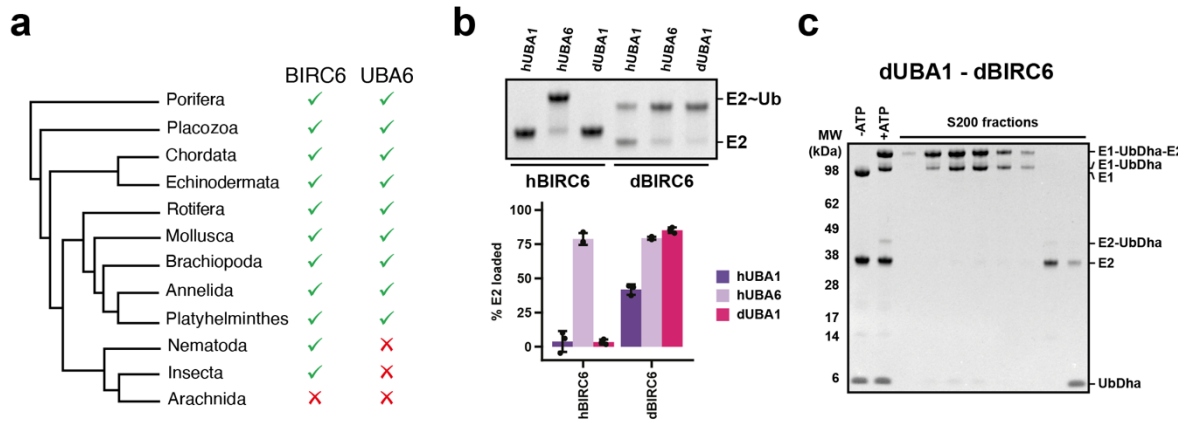 a
BIRC6 UBA6
Porifera ✓ ✓
Placozoa ✓ ✓
Chordata ✓ ✓
Echinodermata ✓ ✓
Rotifera ✓ ✓
Mollusca ✓ ✓
Brachiopoda ✓ ✓
Annelida ✓ ✓
Platyhelminthes ✓ ✓
Nematoda ✓ ✗
Insecta ✓ ✗
Arachnida ✗ ✗
b
hUBA1 hUBA6 dUBA1 hUBA1 hUBA6 dUBA1
E2~Ub
E2
hBIRC6 dBIRC6
% E2 loaded
100
75
50
25
0
hBIRC6 dBIRC6
hUBA1
hUBA6
dUBA1
c
dUBA1 - dBIRC6
-ATP +ATP S200 fractions
MW
(kDa)
98
62
49
38
28
17
14
6
E1-UbDha-E2
E1-UbDha
E1
E2-UbDha
E2
UbDha